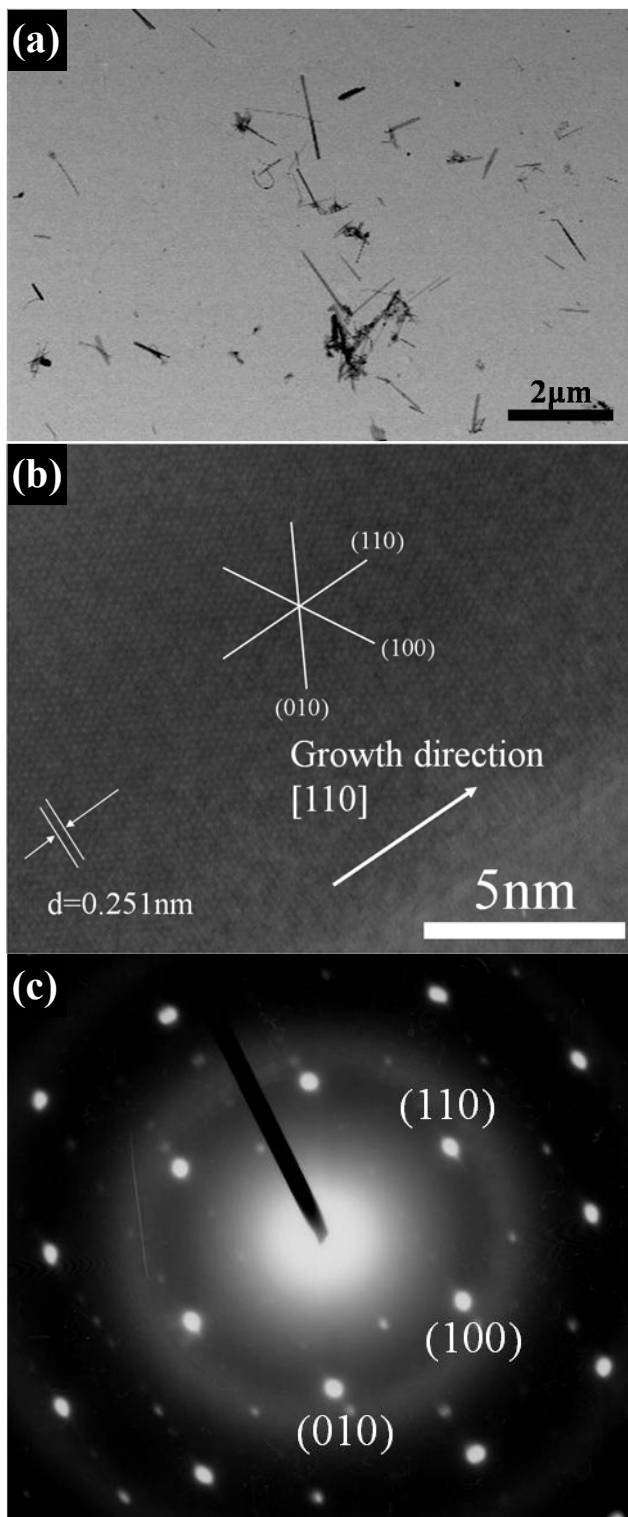 (a)
2μm
(b)
(110)
(100)
(010)
Growth direction
[110]
d=0.251nm
5nm
(c)
(110)
(100)
(010)